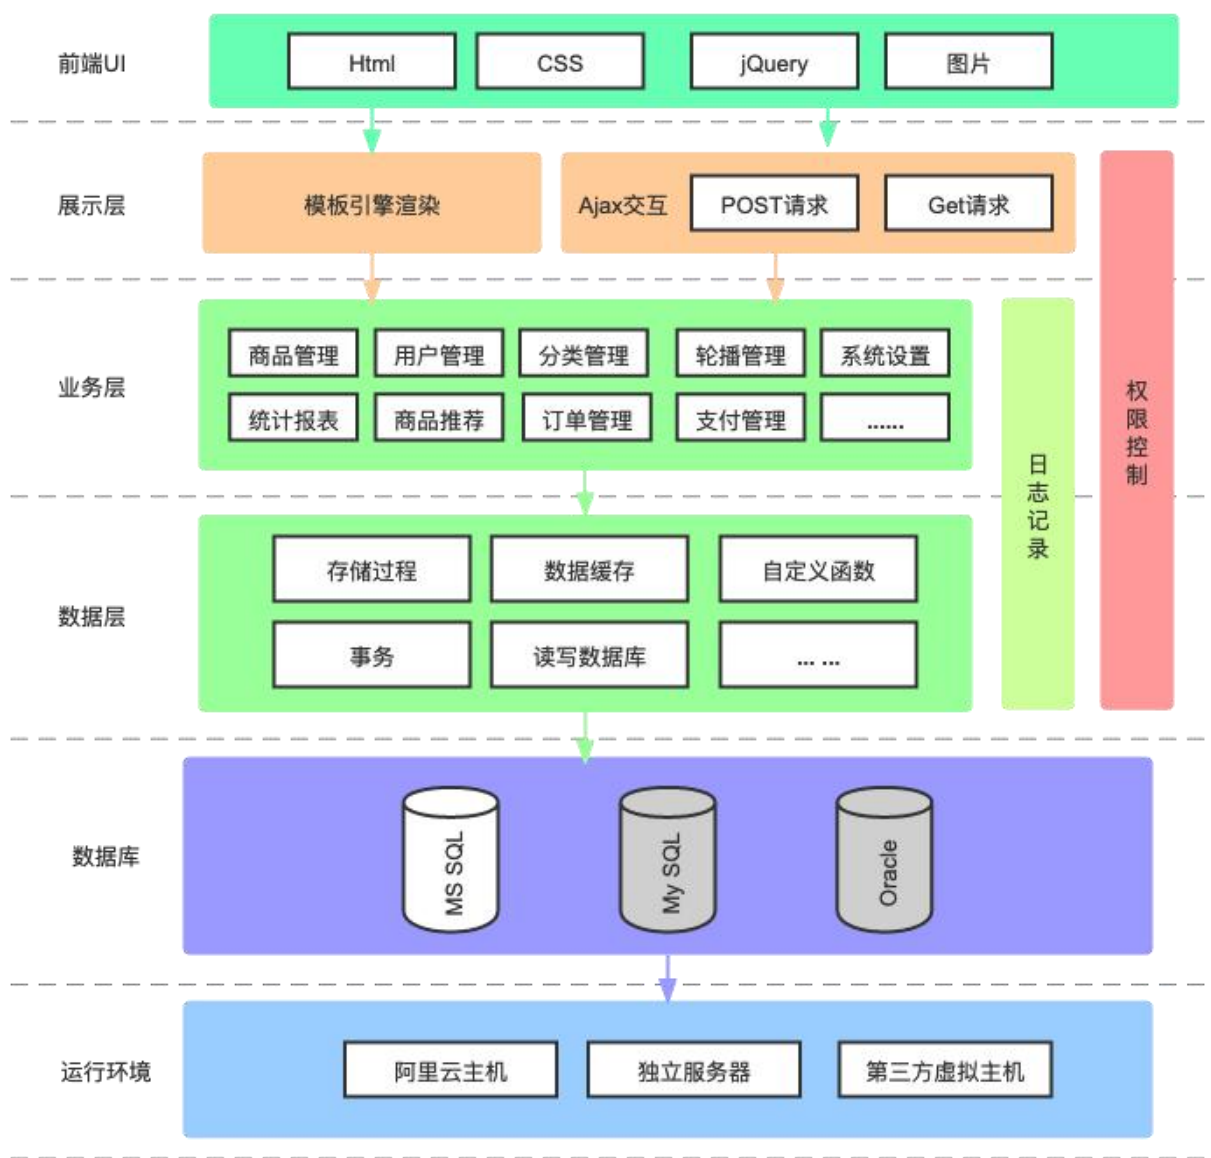 前端UI
Html
CSS
jQuery
图片
展示层
模板引擎渲染
Ajax交互
POST请求
Get请求
业务层
商品管理
用户管理
分类管理
轮播管理
系统设置
统计报表
商品推荐
订单管理
支付管理
......
日志记录
权限控制
数据层
存储过程
数据缓存
自定义函数
事务
读写数据库
... ...
数据库
MS SQL
My SQL
Oracle
运行环境
阿里云主机
独立服务器
第三方虚拟主机